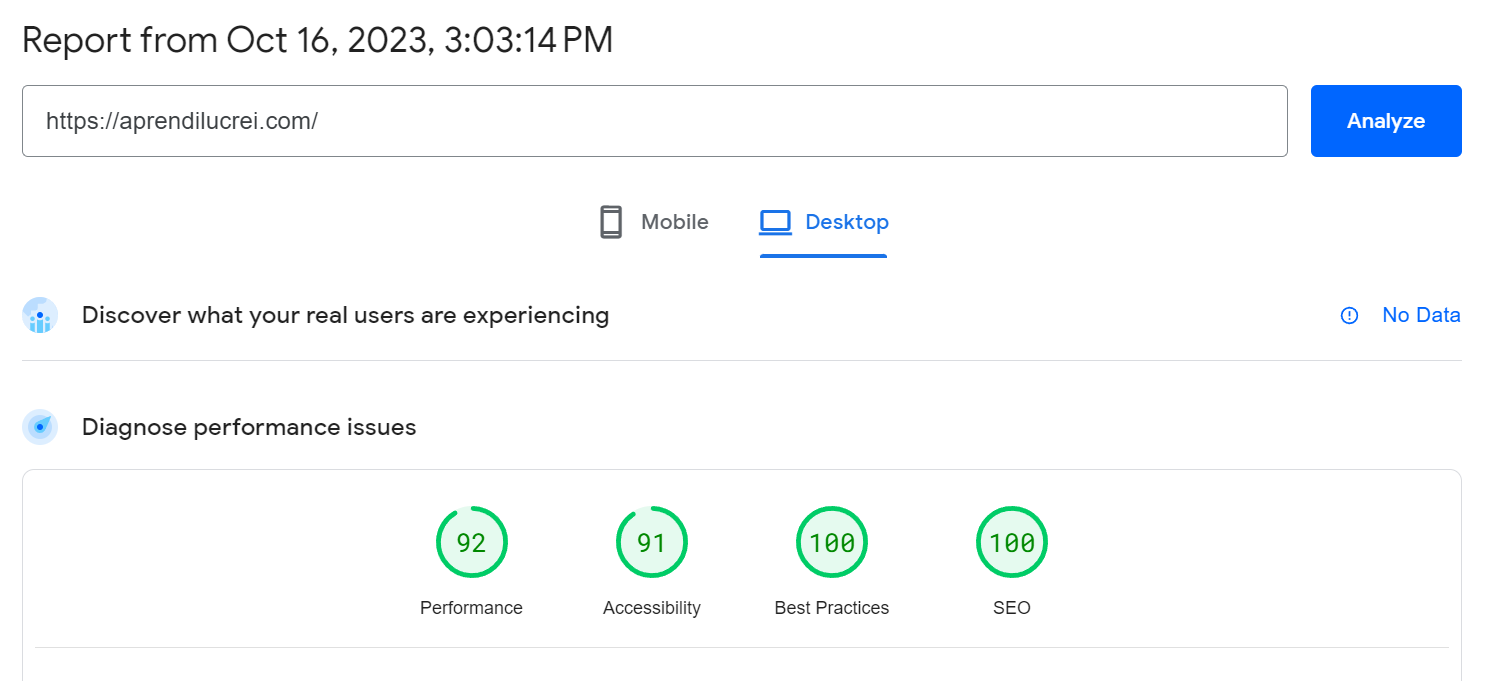 Report from Oct 16, 2023, 3:03:14 PM
https://aprendilucrei.com/
Analyze
Mobile
Desktop
Discover what your real users are experiencing
No Data
Diagnose performance issues
92
91
100
100
Performance
Accessibility
Best Practices
SEO